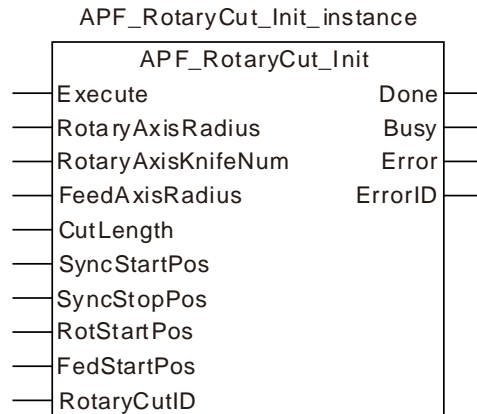 APF_RotaryCut_Init_instance
APF_RotaryCut_Init
Execute Done
RotaryAxisRadius Busy
RotaryAxisKnifeNum Error
FeedAxisRadius ErrorID
CutLength
SyncStartPos
SyncStopPos
RotStartPos
FedStartPos
RotaryCutID